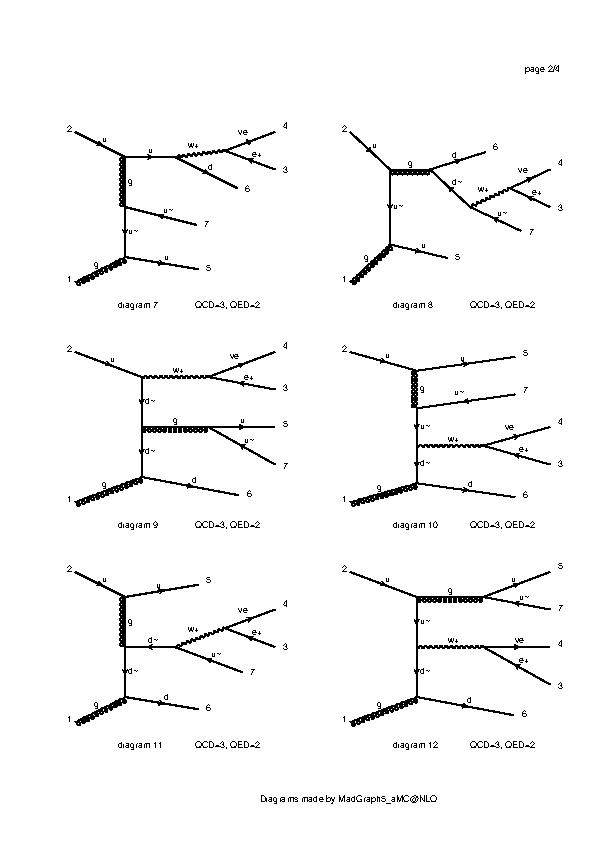 page 2/4
2 u u w+ ve 4
e+ 3
d 6
g
u~ 7
u~
g u 5
1
diagram 7 QCD=3, QED=2
2 u g d 6
d~ w+ ve 4
e+ 3
u~ 7
u~
g u 5
1
diagram 8 QCD=3, QED=2
2 u w+ ve 4
e+ 3
d~
g u 5
u~ 7
d~
g d 6
1
diagram 9 QCD=3, QED=2
2 u u 5
g
u~ 7
u~
w+ ve 4
e+ 3
d~
g d 6
1
diagram 10 QCD=3, QED=2
2 u u 5
g
d~ w+ ve 4
e+ 3
u~ 7
d~
g d 6
1
diagram 11 QCD=3, QED=2
2 u g u 5
u~ 7
u~
w+ ve 4
e+ 3
d~
g d 6
1
diagram 12 QCD=3, QED=2
Diagrams made by MadGraph5_aMC@NLO